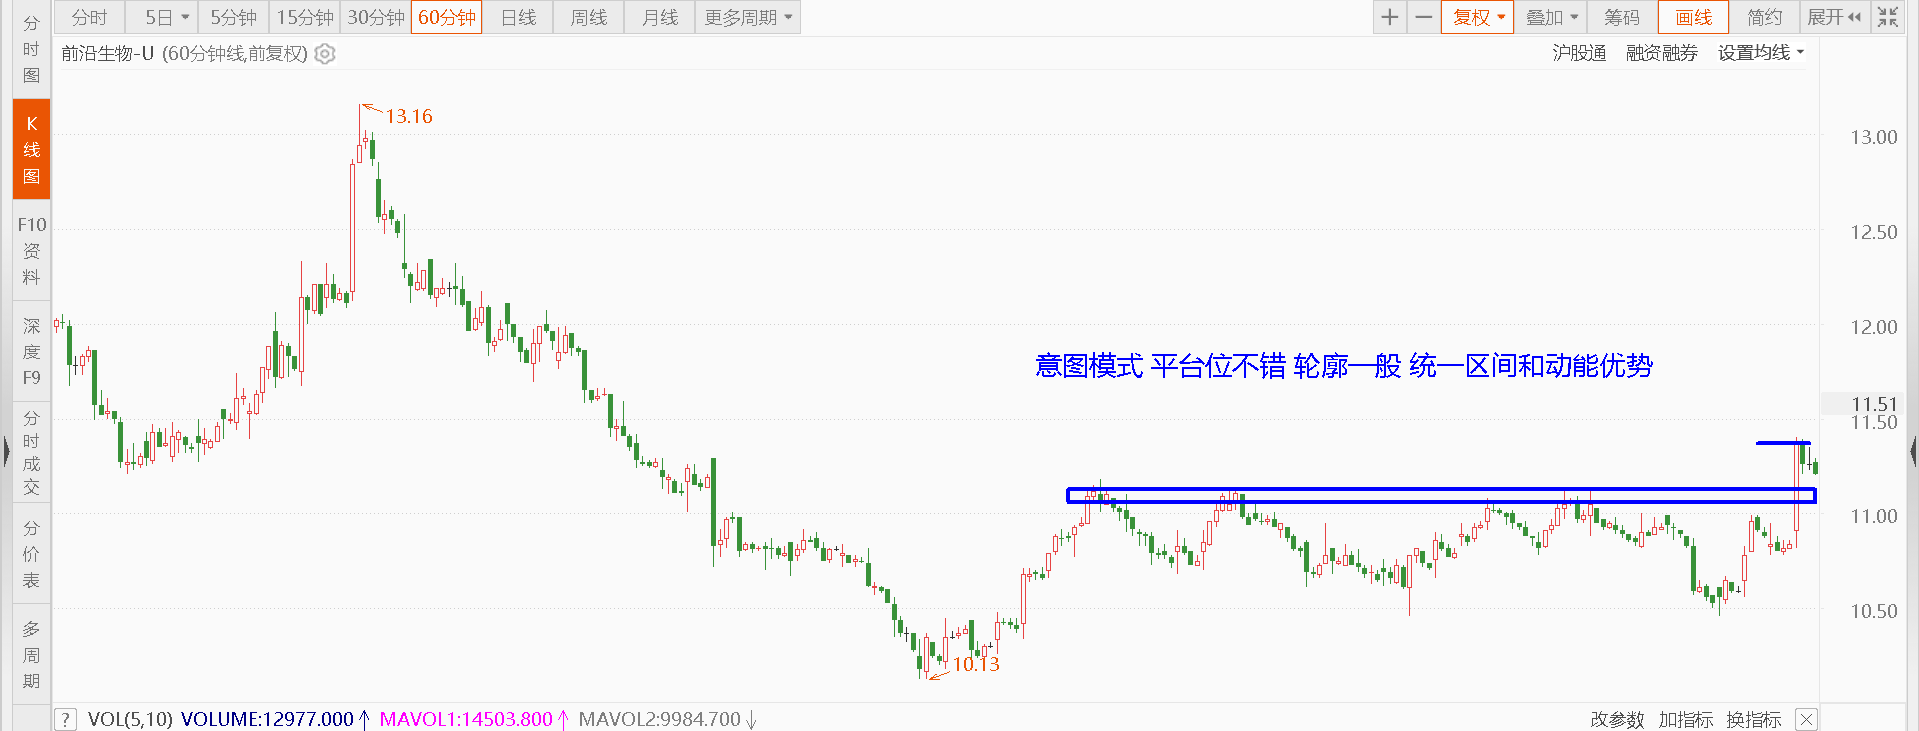 分时 5日 5分钟 15分钟 30分钟 60分钟 日线 周线 月线 更多周期 复权 叠加 筹码 画线 简约 展开
前沿生物-U (60分钟线,前复权) 沪股通 融资融券 设置均线
分时图
K线图
F10资料
深度F9
分时成交
分价表
多周期
13.16
13.00
12.50
12.00
意图模式 平台位不错 轮廓一般 统一区间和动能优势
11.51
11.50
11.00
10.50
10.13
? VOL(5,10) VOLUME:12977.000↑ MAVOL1:14503.800↑ MAVOL2:9984.700↓ 改参数 加指标 换指标